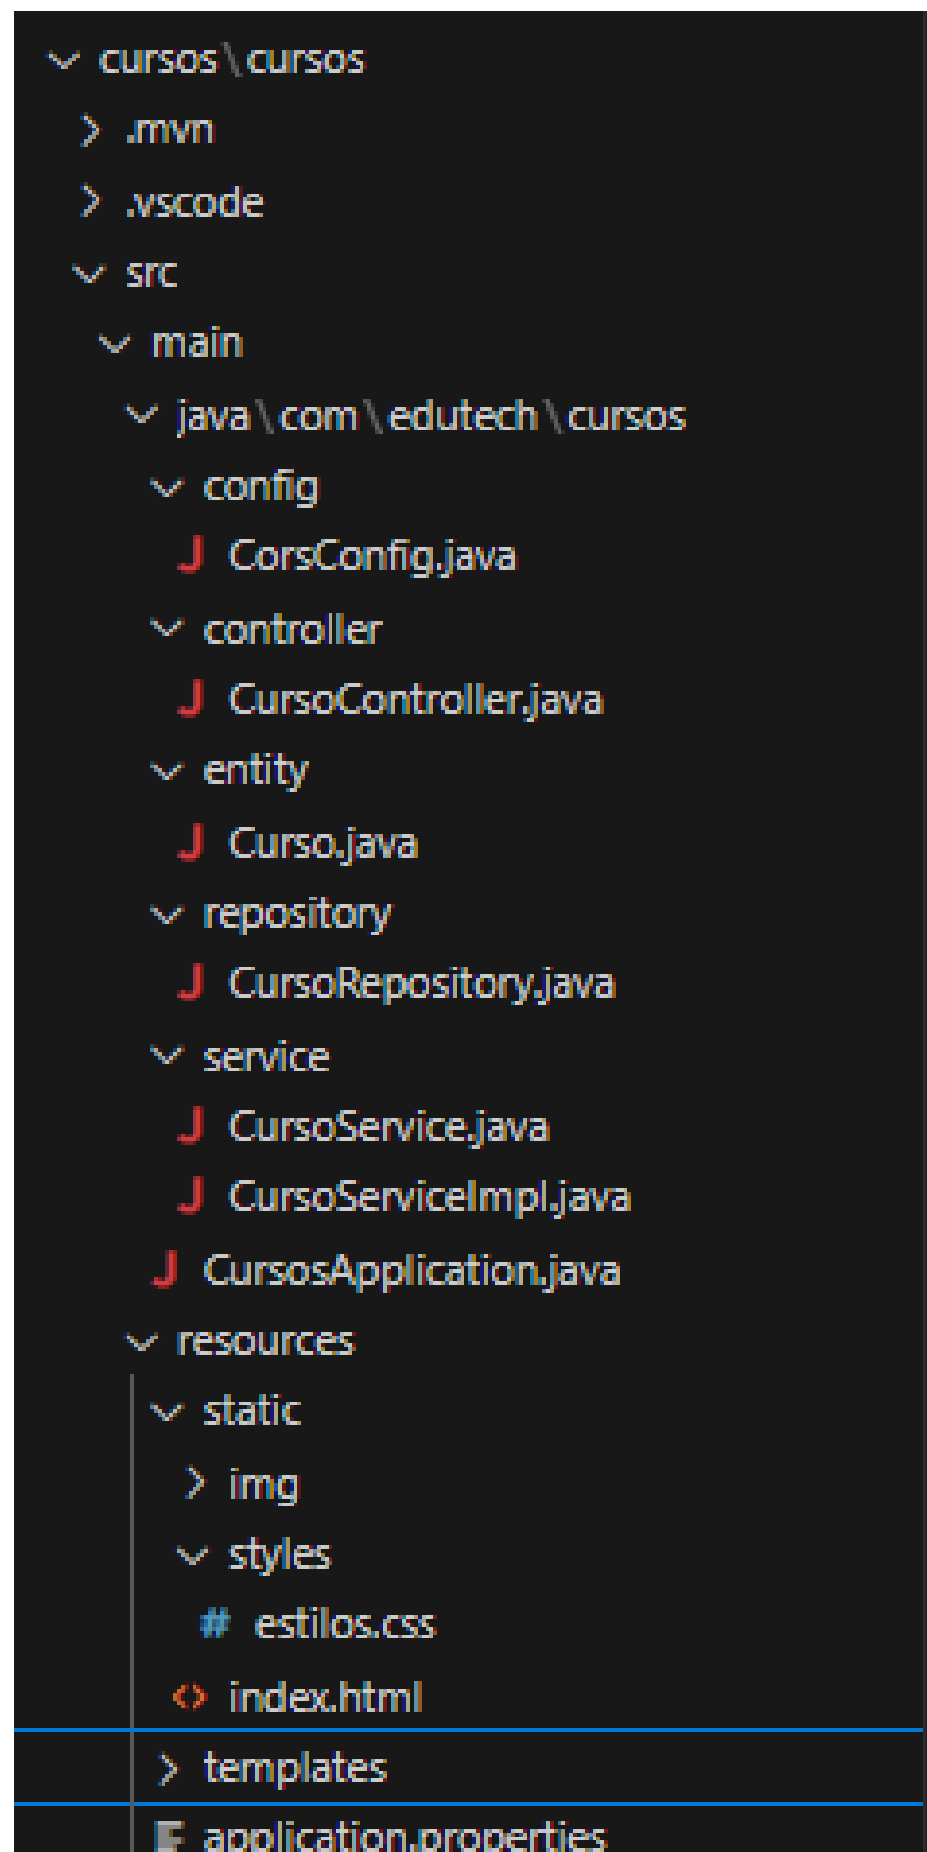 cursos\cursos
.mvn
.vscode
src
main
java\com\edutech\cursos
config
CorsConfig.java
controller
CursoController.java
entity
Curso.java
repository
CursoRepository.java
service
CursoService.java
CursoServiceImpl.java
CursosApplication.java
resources
static
img
styles
estilos.css
index.html
templates
application.properties